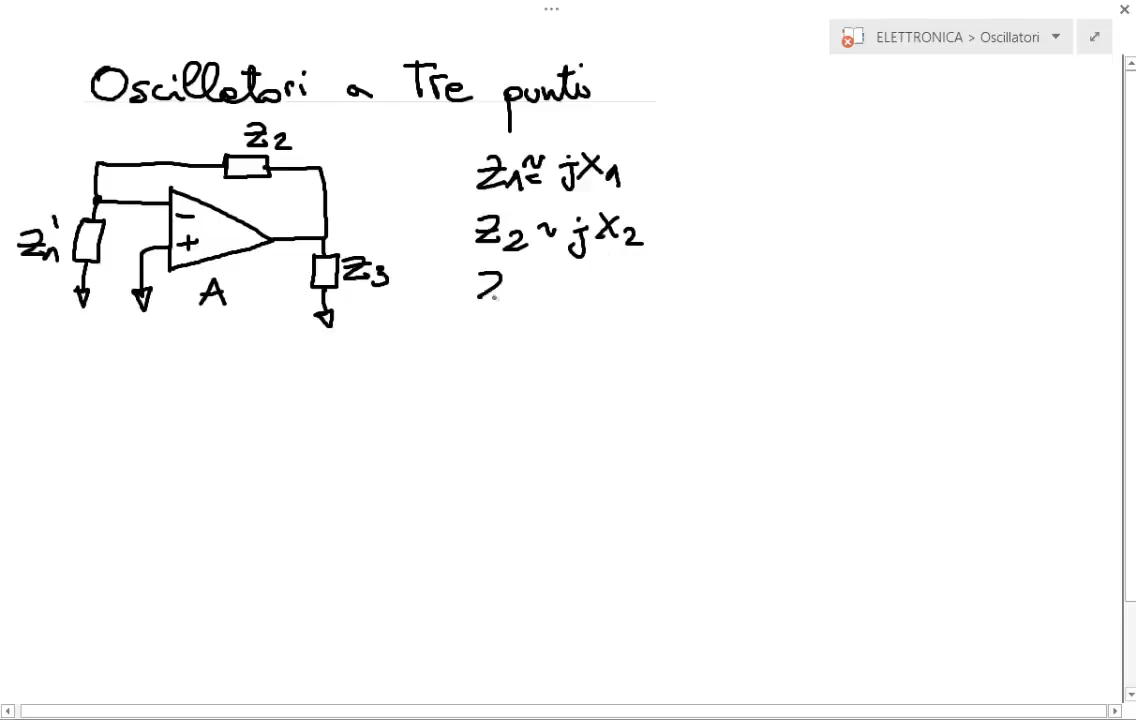 ELETTRONICA > Oscillatori
Oscillatori a Tre punti
Z2
Z1 ≃ jX1
Z1'
−
+
Z2 ~ jX2
Z3
A
Z